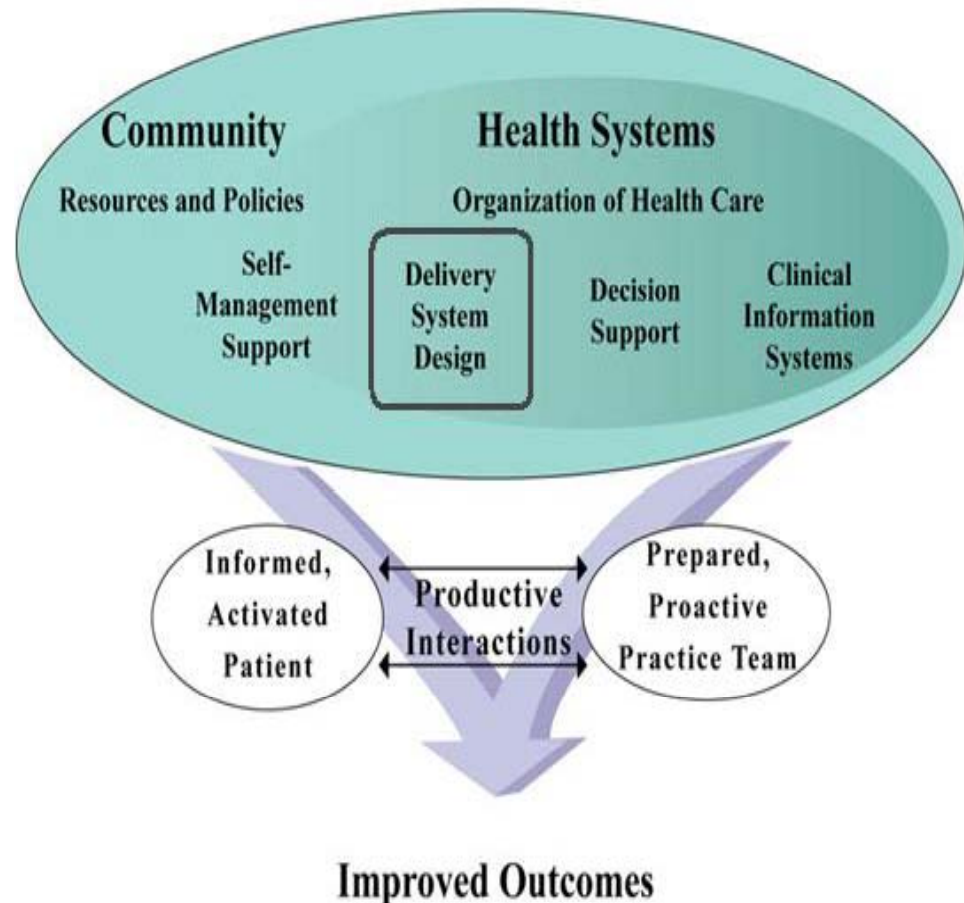 Community
Health Systems
Resources and Policies
Organization of Health Care
Self-
Management
Support
Delivery
System
Design
Decision
Support
Clinical
Information
Systems
Informed,
Activated
Patient
Productive
Interactions
Prepared,
Proactive
Practice Team
Improved Outcomes